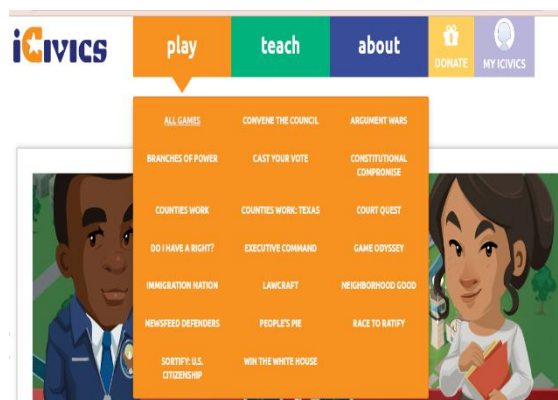 iCIVICS
play
teach
about
DONATE
MY ICIVICS
ALL GAMES
CONVENE THE COUNCIL
ARGUMENT WARS
BRANCHES OF POWER
CAST YOUR VOTE
CONSTITUTIONAL
COMPROMISE
COUNTIES WORK
COUNTIES WORK: TEXAS
COURT QUEST
DO I HAVE A RIGHT?
EXECUTIVE COMMAND
GAME ODYSSEY
IMMIGRATION NATION
LAWCRAFT
NEIGHBORHOOD GOOD
NEWSFEED DEFENDERS
PEOPLE'S PIE
RACE TO RATIFY
SORTIFY: U.S.
CITIZENSHIP
WIN THE WHITE HOUSE